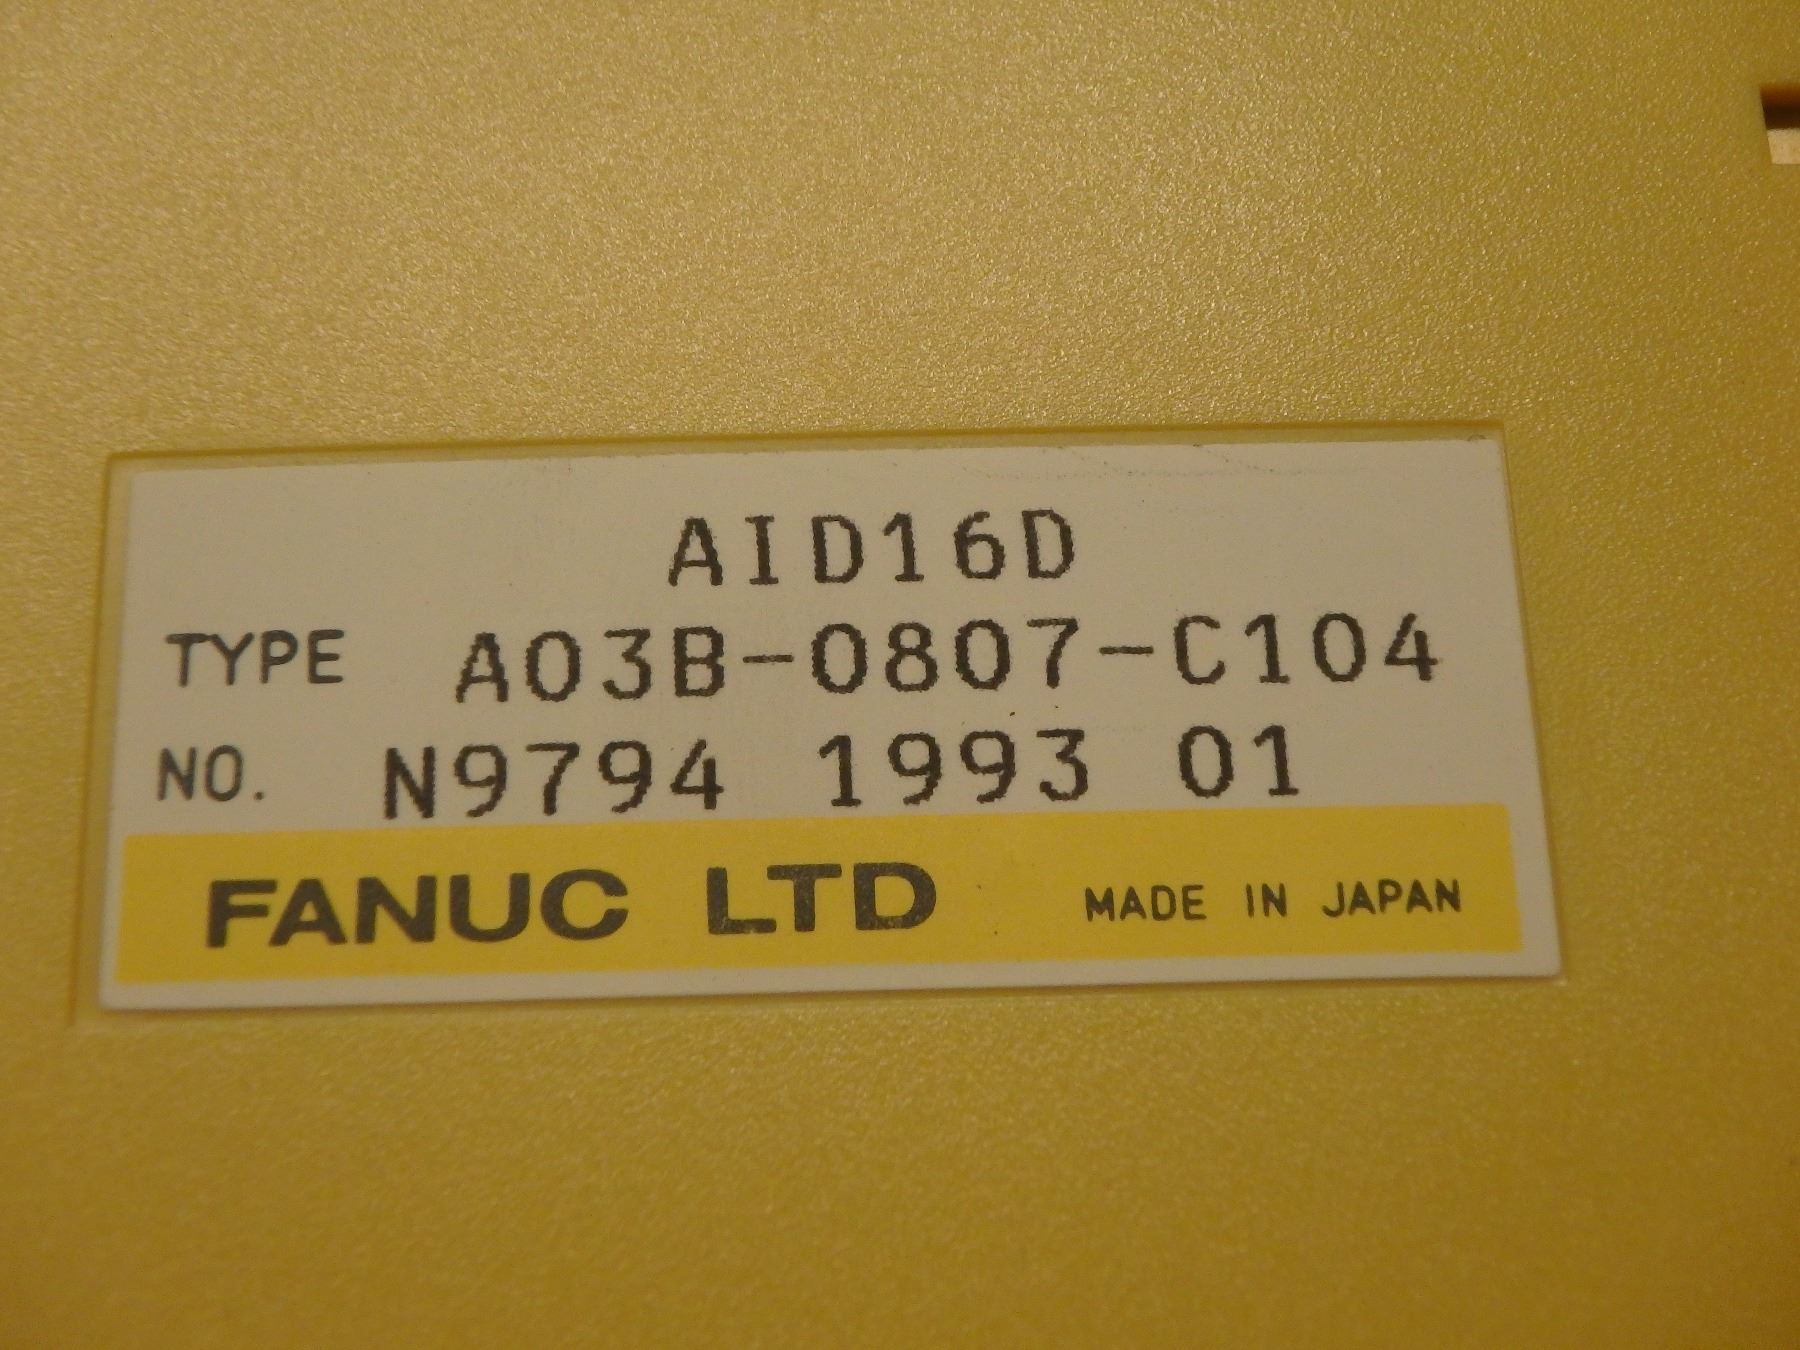 AID16D
TYPE A03B-0807-C104
NO. N9794 1993 01
FANUC LTD MADE IN JAPAN